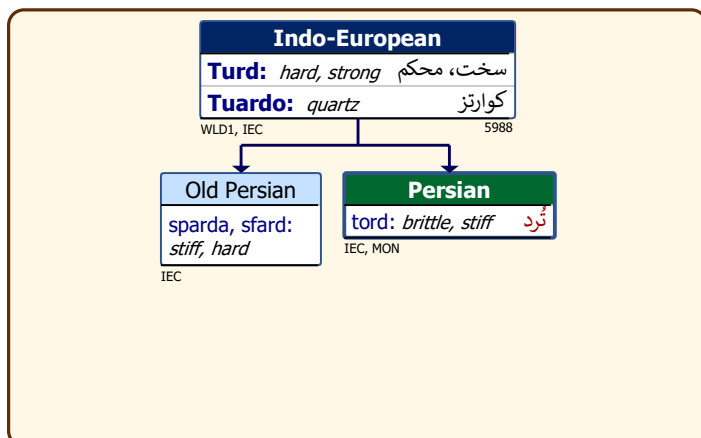 Indo-European
Turd: hard, strong سخت، محکم
Tuardo: quartz کوارتز
WLD1, IEC 5988
Old Persian
sparda, sfard:
stiff, hard
IEC
Persian
tord: brittle, stiff تُرد
IEC, MON